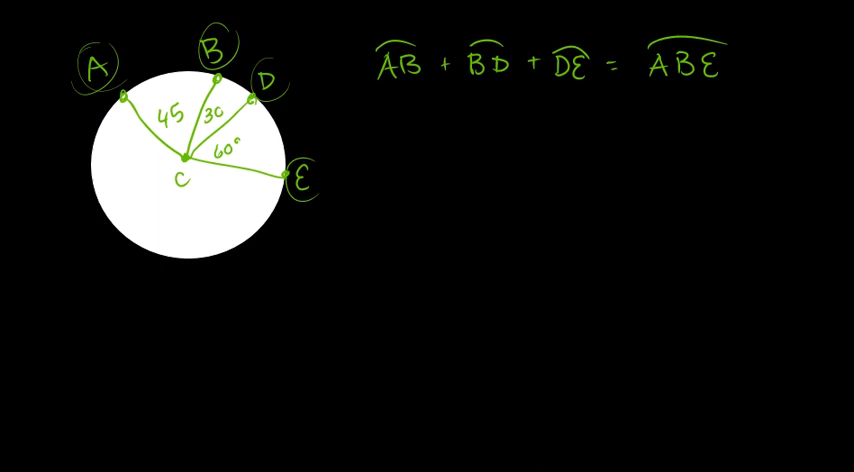 A
B
D
45
30
60°
C
E
AB + BD + DE = ABE